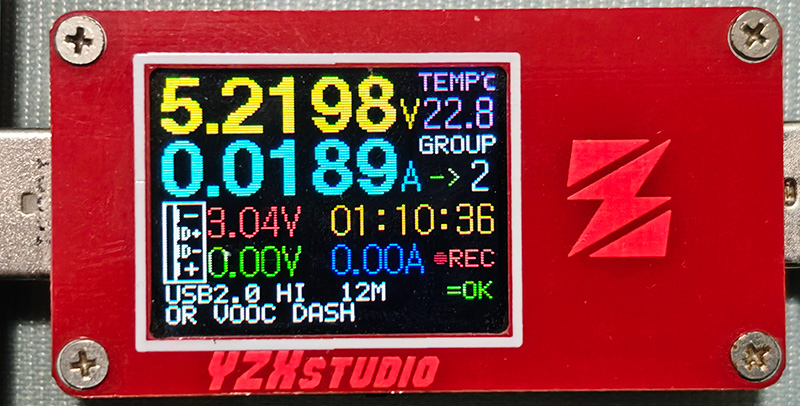 5.2198V
TEMP℃
22.8
GROUP
0.0189A -> 2
- D+ D- +
3.04V 01:10:36
0.00V 0.00A REC
USB2.0 HI 12M =OK
OR VOOC DASH
YZXSTUDIO